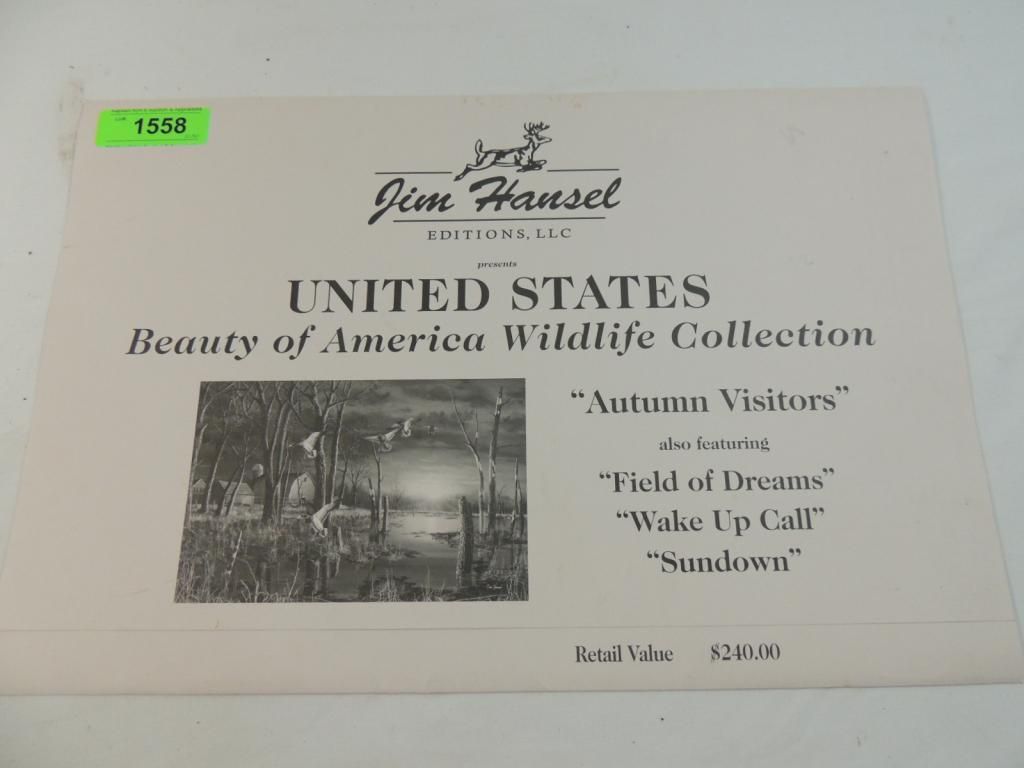 Lot#
1558
Jim Hansel
EDITIONS, LLC
presents
UNITED STATES
Beauty of America Wildlife Collection
“Autumn Visitors”
also featuring
“Field of Dreams”
“Wake Up Call”
“Sundown”
Retail Value $240.00